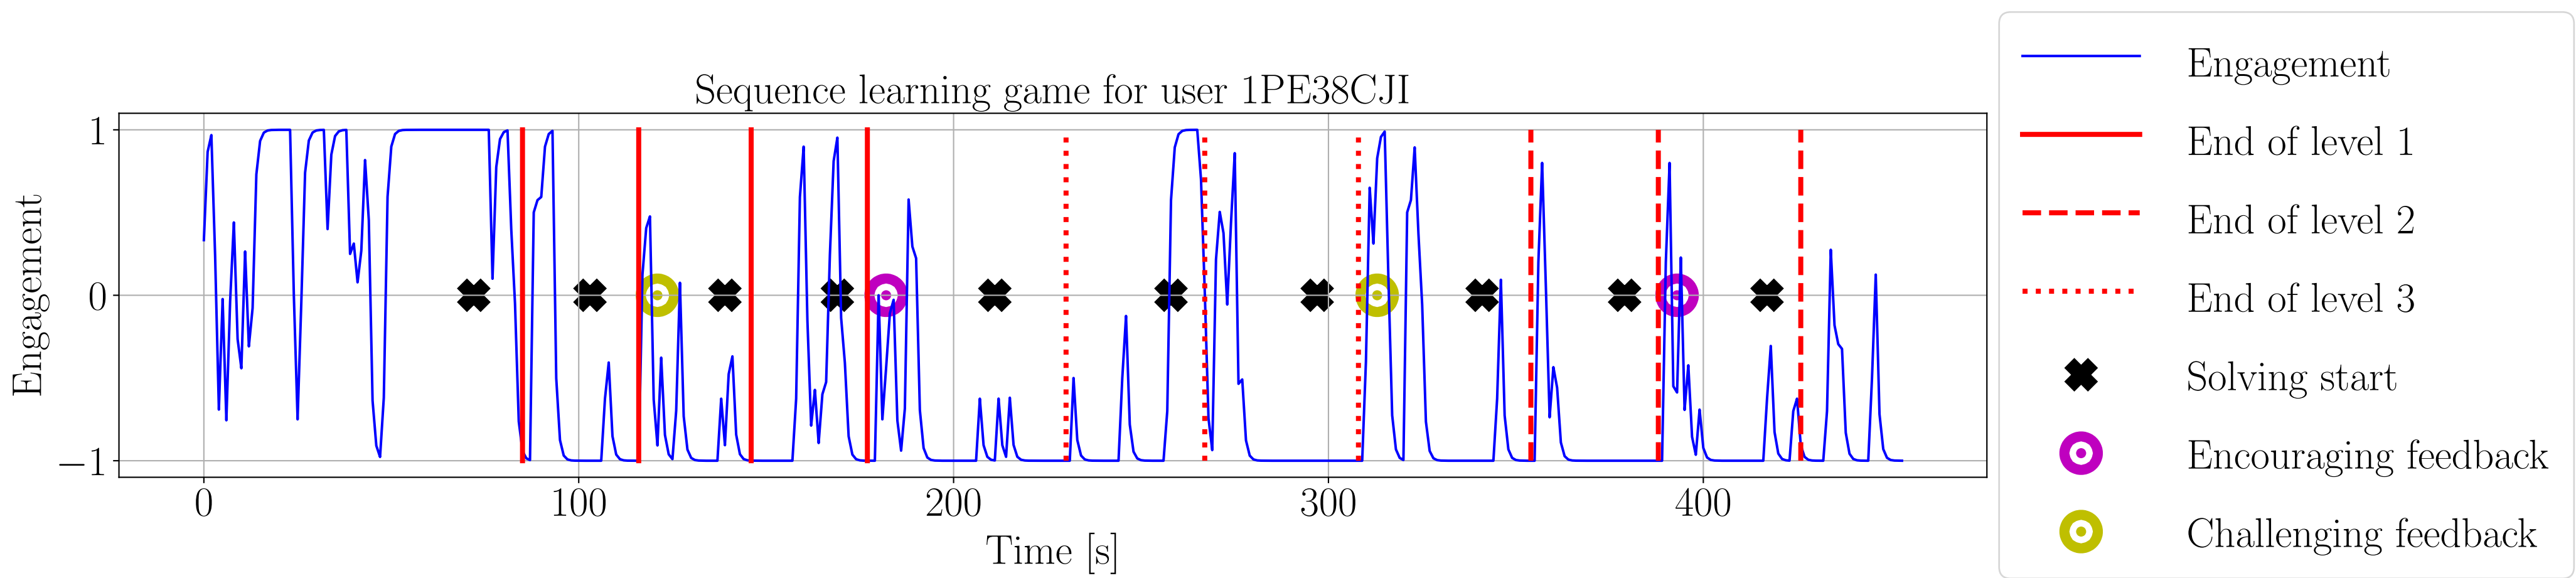 Sequence learning game for user 1PE38CJI
Engagement
1
0
−1
0 100 200 300 400
Time [s]
Engagement
End of level 1
End of level 2
End of level 3
Solving start
Encouraging feedback
Challenging feedback